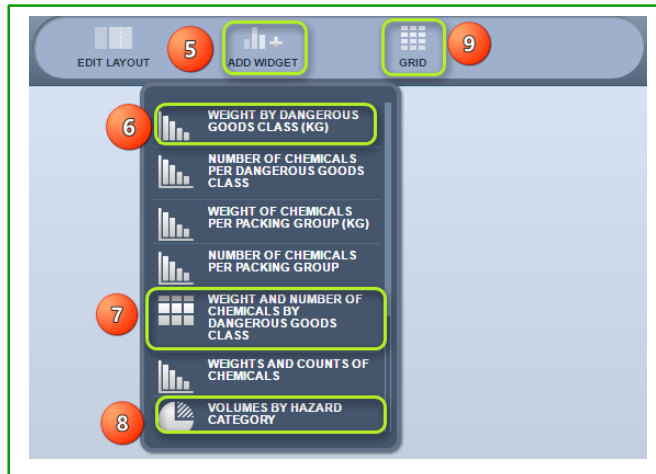 EDIT LAYOUT
5
ADD WIDGET
GRID
9
6
WEIGHT BY DANGEROUS
GOODS CLASS (KG)
NUMBER OF CHEMICALS
PER DANGEROUS GOODS
CLASS
WEIGHT OF CHEMICALS
PER PACKING GROUP (KG)
NUMBER OF CHEMICALS
PER PACKING GROUP
7
WEIGHT AND NUMBER OF
CHEMICALS BY
DANGEROUS GOODS
CLASS
WEIGHTS AND COUNTS OF
CHEMICALS
8
VOLUMES BY HAZARD
CATEGORY